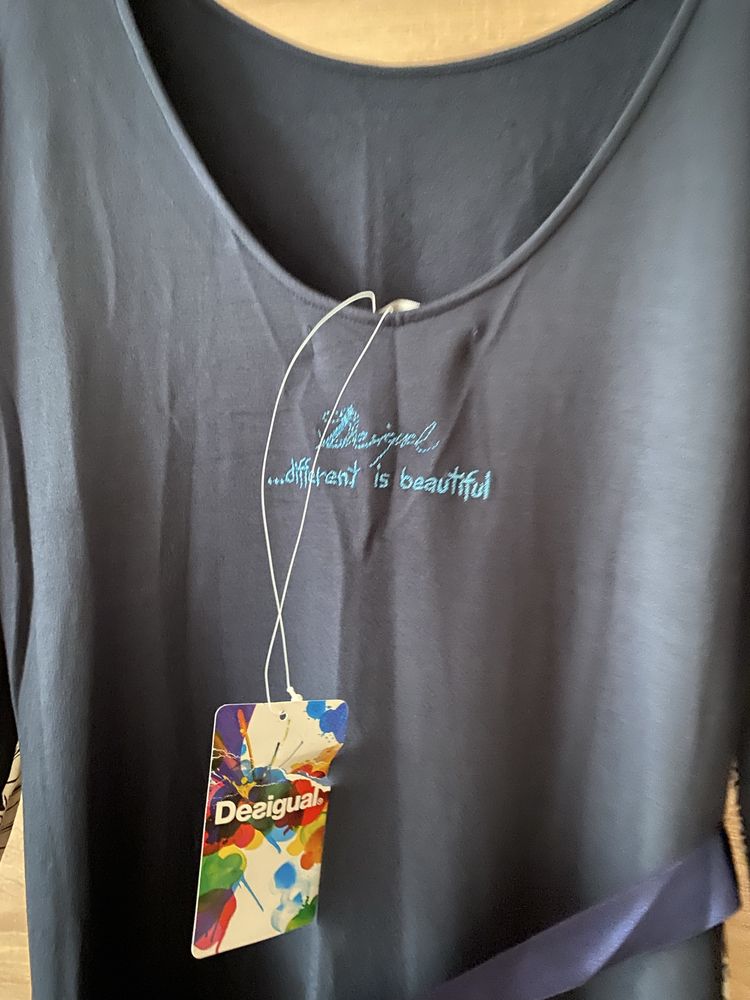 Desigual
...different is beautiful
Desigual®